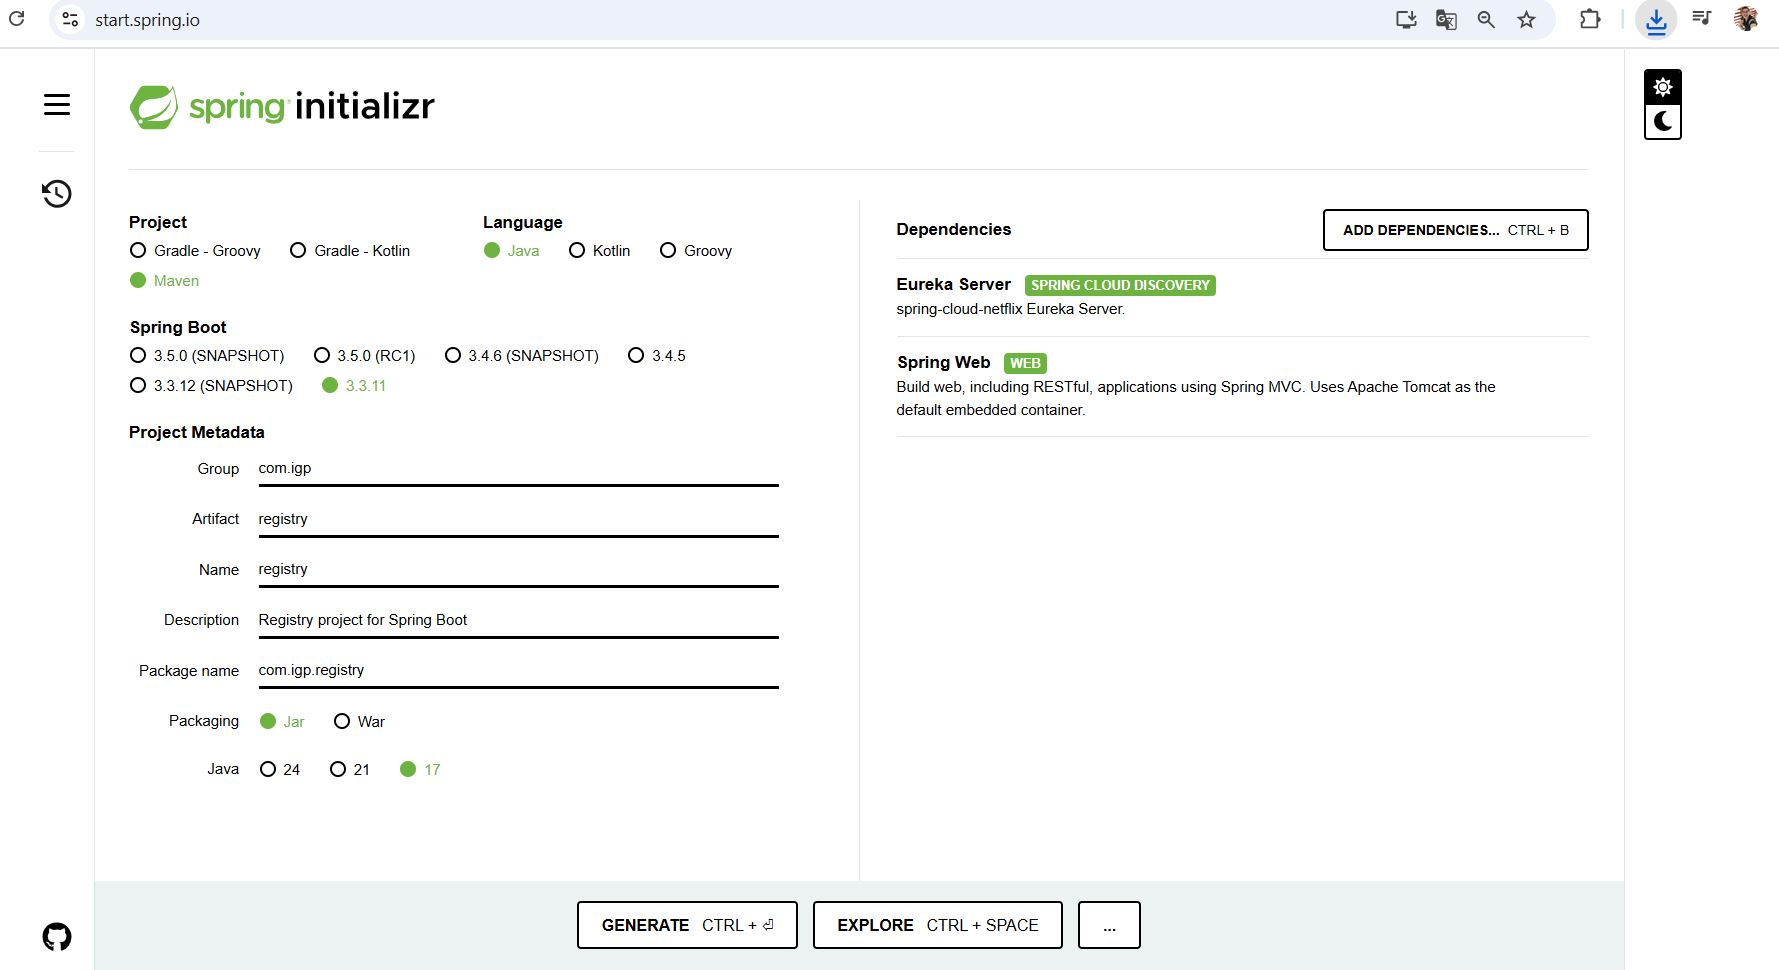 start.spring.io
spring initializr
Project
Gradle - Groovy
Gradle - Kotlin
Maven
Language
Java
Kotlin
Groovy
Spring Boot
3.5.0 (SNAPSHOT)
3.5.0 (RC1)
3.4.6 (SNAPSHOT)
3.4.5
3.3.12 (SNAPSHOT)
3.3.11
Project Metadata
Group com.igp
Artifact registry
Name registry
Description Registry project for Spring Boot
Package name com.igp.registry
Packaging Jar War
Java 24 21 17
Dependencies
ADD DEPENDENCIES... CTRL + B
Eureka Server SPRING CLOUD DISCOVERY
spring-cloud-netflix Eureka Server.
Spring Web WEB
Build web, including RESTful, applications using Spring MVC. Uses Apache Tomcat as the
default embedded container.
GENERATE CTRL + ⏎
EXPLORE CTRL + SPACE
...